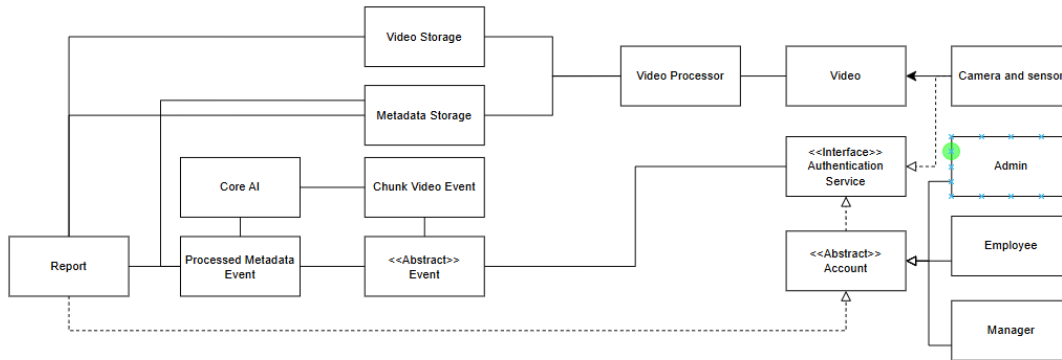 Video Storage
Video Processor
Video
Camera and sensor
Metadata Storage
<<Interface>>
Authentication
Service
Admin
Core AI
Chunk Video Event
Report
Processed Metadata
Event
<<Abstract>>
Event
<<Abstract>>
Account
Employee
Manager